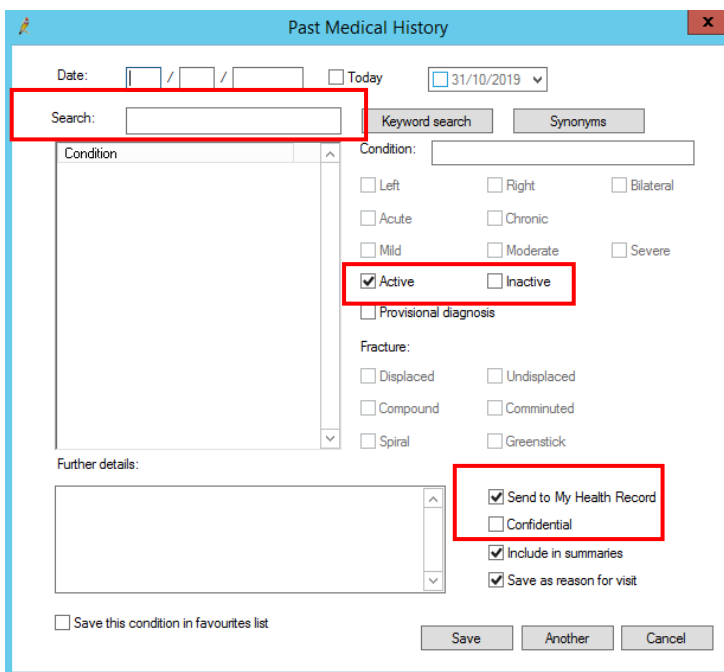 Past Medical History
x
Date: / / Today 31/10/2019
Search: Keyword search Synonyms
Condition Condition:
Left Right Bilateral
Acute Chronic
Mild Moderate Severe
Active Inactive
Provisional diagnosis
Fracture:
Displaced Undisplaced
Compound Comminuted
Spiral Greenstick
Further details:
Send to My Health Record
Confidential
Include in summaries
Save as reason for visit
Save this condition in favourites list
Save Another Cancel